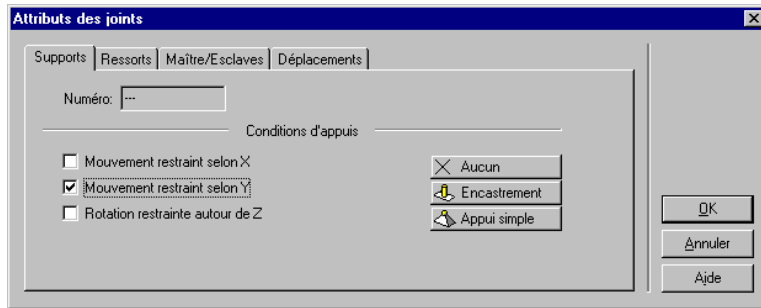 Attributs des joints
Supports Ressorts Maître/Esclaves Déplacements
Numéro: ---
Conditions d'appuis
Mouvement restraint selon X
Aucun
Mouvement restraint selon Y
Encastrement
Rotation restrainte autour de Z
Appui simple
OK
Annuler
Aide